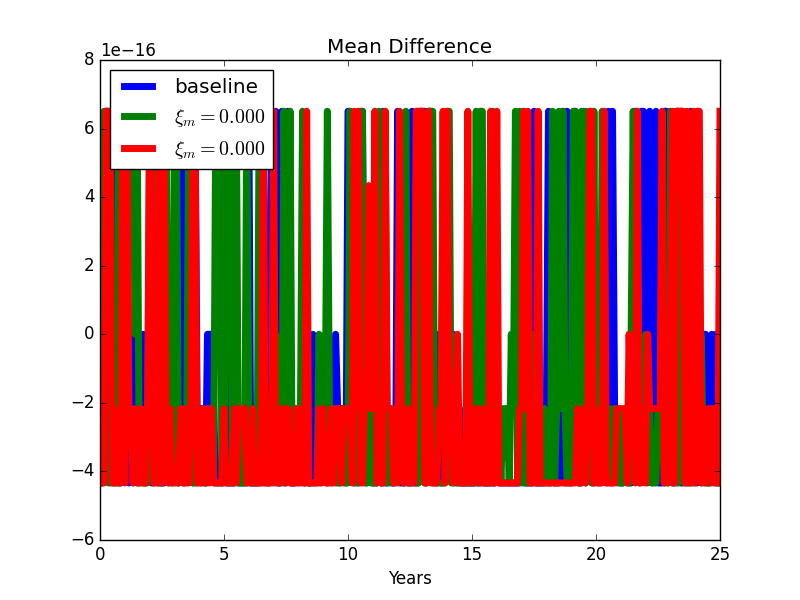 Mean Difference
1e−16
baseline
ξₘ = 0.000
ξₘ = 0.000
8
6
4
2
0
−2
−4
−6
0 5 10 15 20 25
Years